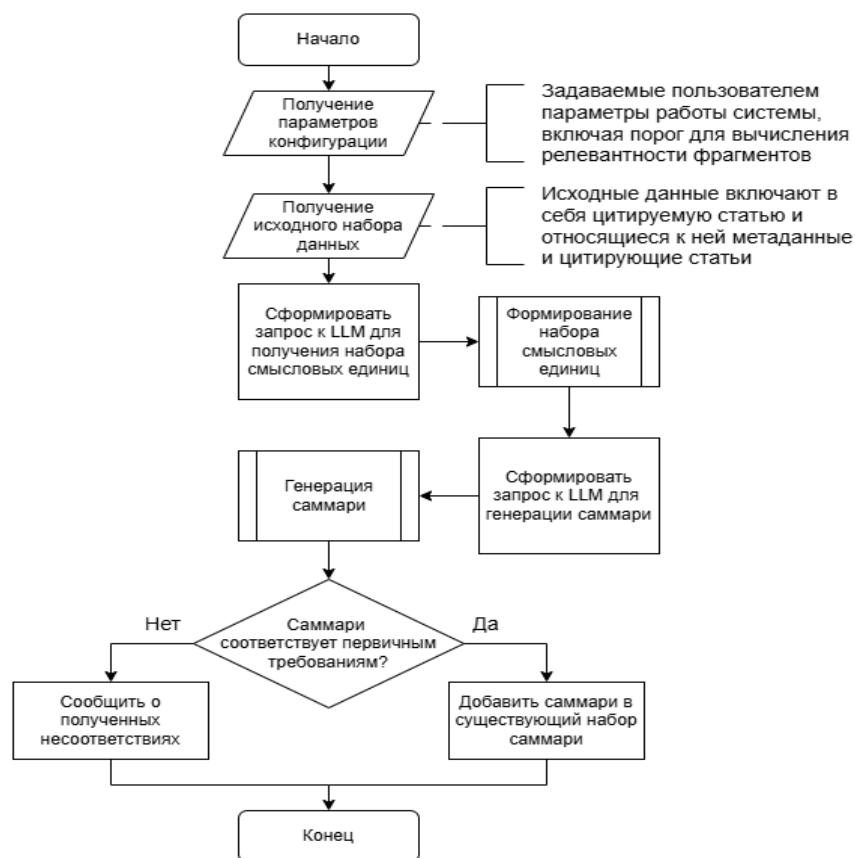 Начало
Получение
параметров
конфигурации
Задаваемые пользователем
параметры работы системы,
включая порог для вычисления
релевантности фрагментов
Получение
исходного набора
данных
Исходные данные включают в
себя цитируемую статью и
относящиеся к ней метаданные
и цитирующие статьи
Сформировать
запрос к LLM для
получения набора
смысловых единиц
Формирование
набора
смысловых
единиц
Сформировать
запрос к LLM для
генерации саммари
Генерация
саммари
Саммари
соответствует первичным
требованиям?
Нет
Да
Сообщить о
полученных
несоответствиях
Добавить саммари в
существующий набор
саммари
Конец